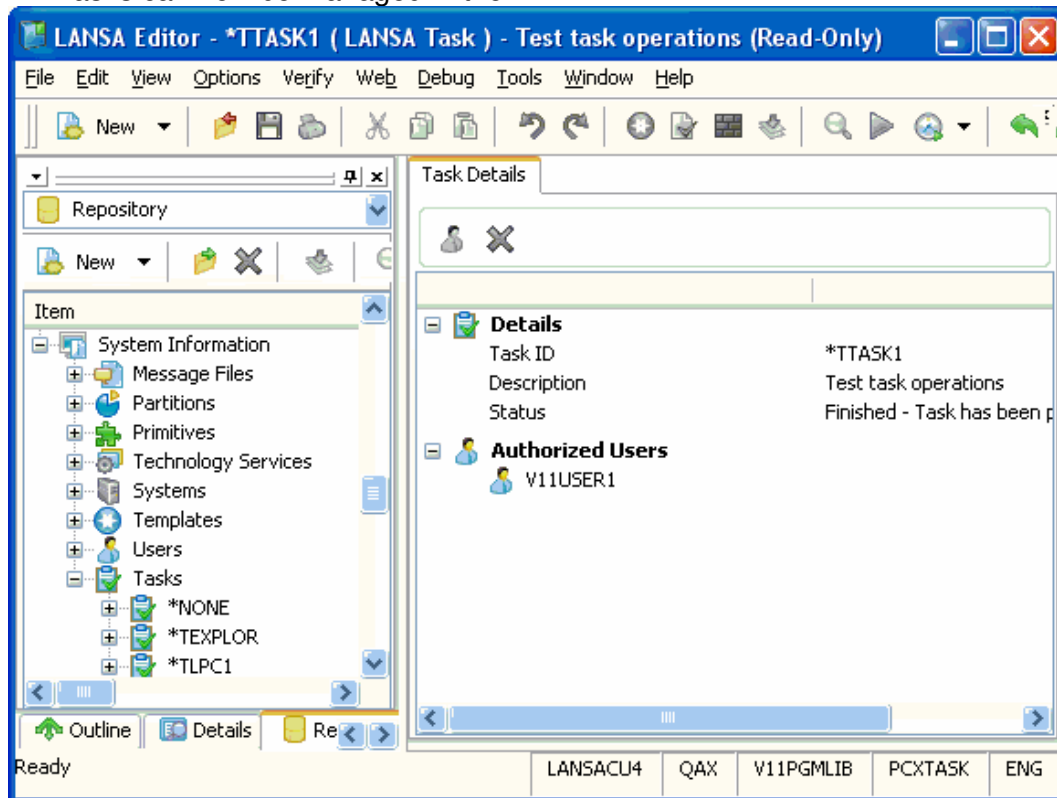 LANSA Editor - *TTASK1 ( LANSA Task ) - Test task operations (Read-Only)
File Edit View Options Verify Web Debug Tools Window Help
New
Task Details
Repository
New
Item
System Information
Message Files
Partitions
Primitives
Technology Services
Systems
Templates
Users
Tasks
*NONE
*TEXPLOR
*TLPC1
Details
Task ID *TTASK1
Description Test task operations
Status Finished - Task has been p
Authorized Users
V11USER1
Outline Details Re
Ready LANSACU4 QAX V11PGMLIB PCXTASK ENG